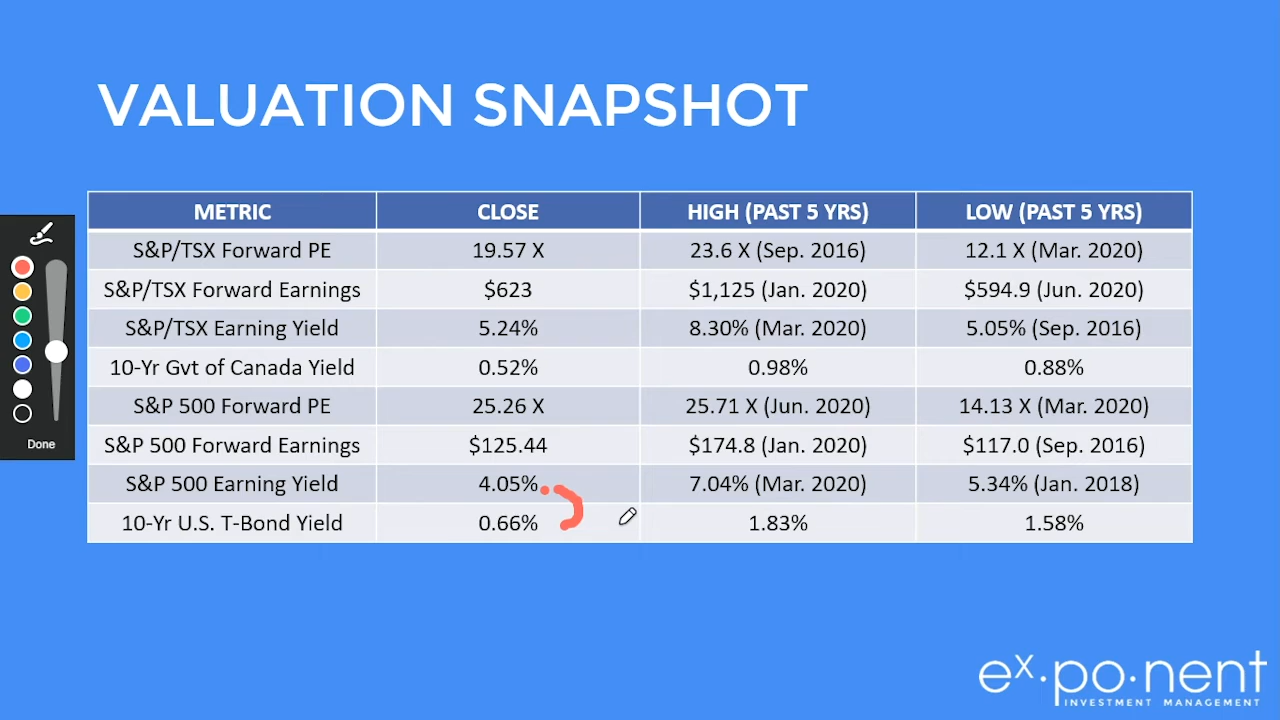 VALUATION SNAPSHOT
METRIC CLOSE HIGH (PAST 5 YRS) LOW (PAST 5 YRS)
S&P/TSX Forward PE 19.57 X 23.6 X (Sep. 2016) 12.1 X (Mar. 2020)
S&P/TSX Forward Earnings $623 $1,125 (Jan. 2020) $594.9 (Jun. 2020)
S&P/TSX Earning Yield 5.24% 8.30% (Mar. 2020) 5.05% (Sep. 2016)
10-Yr Gvt of Canada Yield 0.52% 0.98% 0.88%
S&P 500 Forward PE 25.26 X 25.71 X (Jun. 2020) 14.13 X (Mar. 2020)
S&P 500 Forward Earnings $125.44 $174.8 (Jan. 2020) $117.0 (Sep. 2016)
Done
S&P 500 Earning Yield 4.05% 7.04% (Mar. 2020) 5.34% (Jan. 2018)
10-Yr U.S. T-Bond Yield 0.66% 1.83% 1.58%
ex·po·nent
INVESTMENT MANAGEMENT